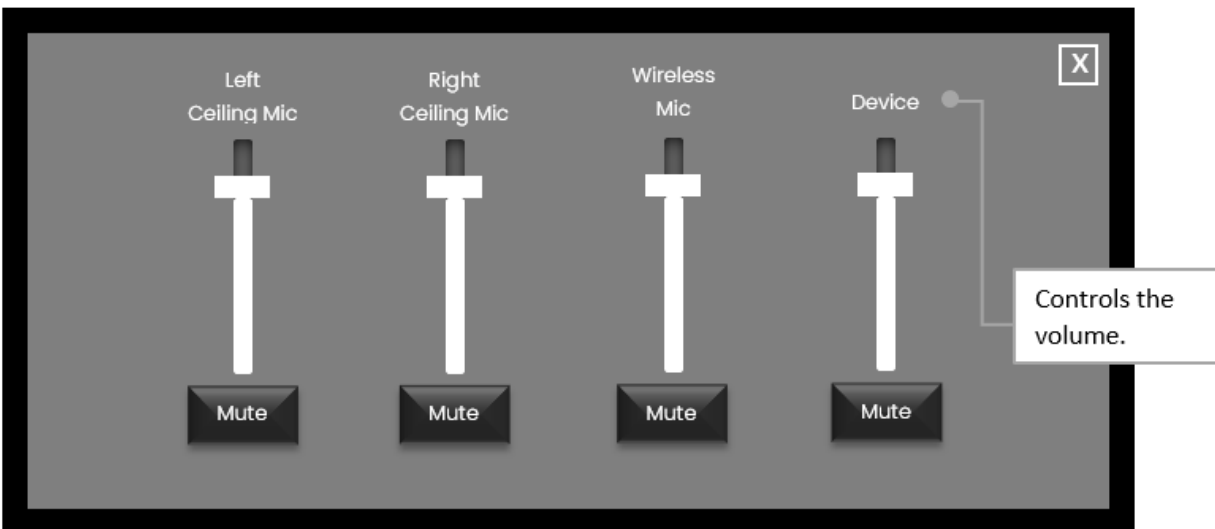 X
Left
Ceiling Mic
Right
Ceiling Mic
Wireless
Mic
Device
Controls the
volume.
Mute
Mute
Mute
Mute